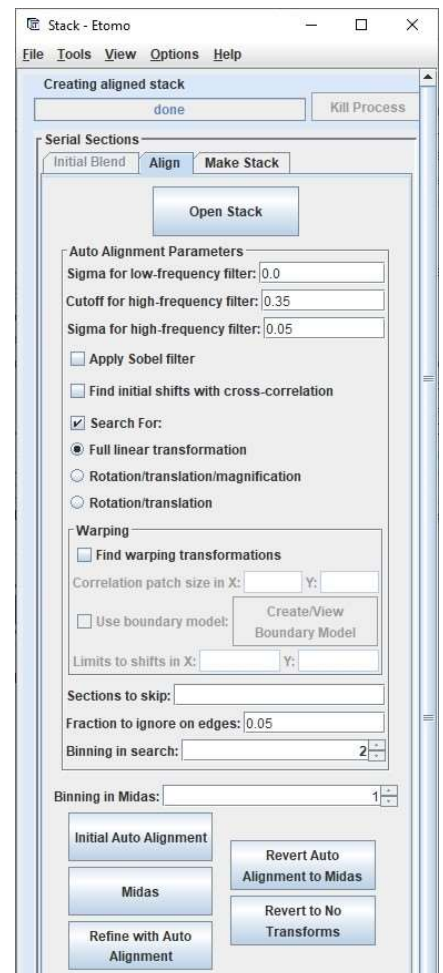 Stack - Etomo
File Tools View Options Help
Creating aligned stack
done
Kill Process
Serial Sections
Initial Blend Align Make Stack
Open Stack
Auto Alignment Parameters
Sigma for low-frequency filter: 0.0
Cutoff for high-frequency filter: 0.35
Sigma for high-frequency filter: 0.05
Apply Sobel filter
Find initial shifts with cross-correlation
Search For:
Full linear transformation
Rotation/translation/magnification
Rotation/translation
Warping
Find warping transformations
Correlation patch size in X: Y:
Use boundary model:
Create/View
Boundary Model
Limits to shifts in X: Y:
Sections to skip:
Fraction to ignore on edges: 0.05
Binning in search: 2
Binning in Midas: 1
Initial Auto Alignment
Revert Auto
Alignment to Midas
Midas
Revert to No
Transforms
Refine with Auto
Alignment